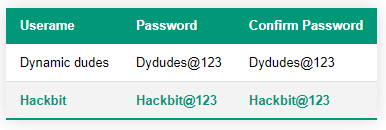 Userame Password Confirm Password
Dynamic dudes Dydudes@123 Dydudes@123
Hackbit Hackbit@123 Hackbit@123